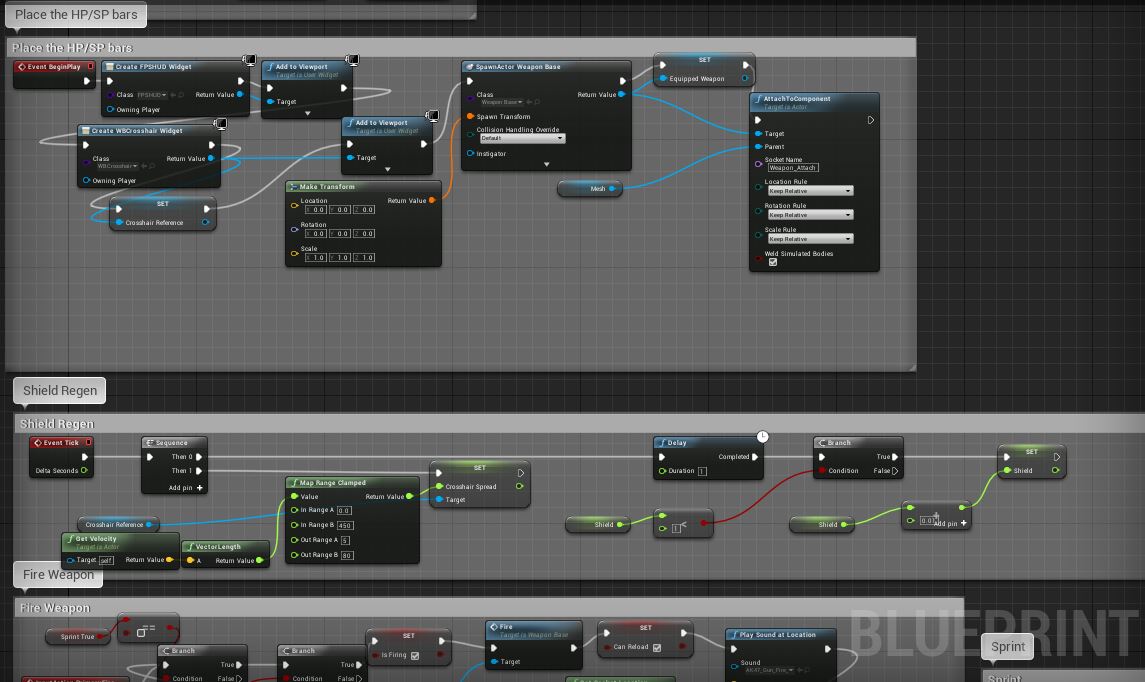 Place the HP/SP bars
Place the HP/SP bars
Event BeginPlay
Create FPSHUD Widget
Class FPSHUD Return Value
Owning Player
Add to Viewport
Target is User Widget
Target
Create WBCrosshair Widget
Class Return Value
WBCrosshair
Owning Player
SET
Crosshair Reference
Add to Viewport
Target is User Widget
Target
Make Transform
Location Return Value
X 0.0 Y 0.0 Z 0.0
Rotation
X 0.0 Y 0.0 Z 0.0
Scale
X 1.0 Y 1.0 Z 1.0
SpawnActor Weapon Base
Class Return Value
Weapon Base
Spawn Transform
Collision Handling Override
Default
Instigator
SET
Equipped Weapon
Mesh
AttachToComponent
Target is Actor
Target
Parent
Socket Name
Weapon_Attach
Location Rule
Keep Relative
Rotation Rule
Keep Relative
Scale Rule
Keep Relative
Weld Simulated Bodies
Shield Regen
Shield Regen
Event Tick
Delta Seconds
Sequence
Then 0
Then 1
Add pin +
Crosshair Reference
Get Velocity
Target is Actor
Target self
VectorLength
A Return Value
Map Range Clamped
Value Return Value
In Range A 0.0
In Range B 450
Out Range A 5
Out Range B 80
SET
Crosshair Spread
Target
Delay
Completed
Duration 1
Shield
1 <
Branch
True
Condition False
Shield
+
Add pin +
SET
Shield
Fire Weapon
Fire Weapon
Sprint True
==
Branch
True
Condition False
Branch
True
Condition False
SET
Is Firing
Fire
Target is Weapon Base
Target
SET
Can Reload
Play Sound at Location
Sound
BLUEPRINT
Sprint
Sprint